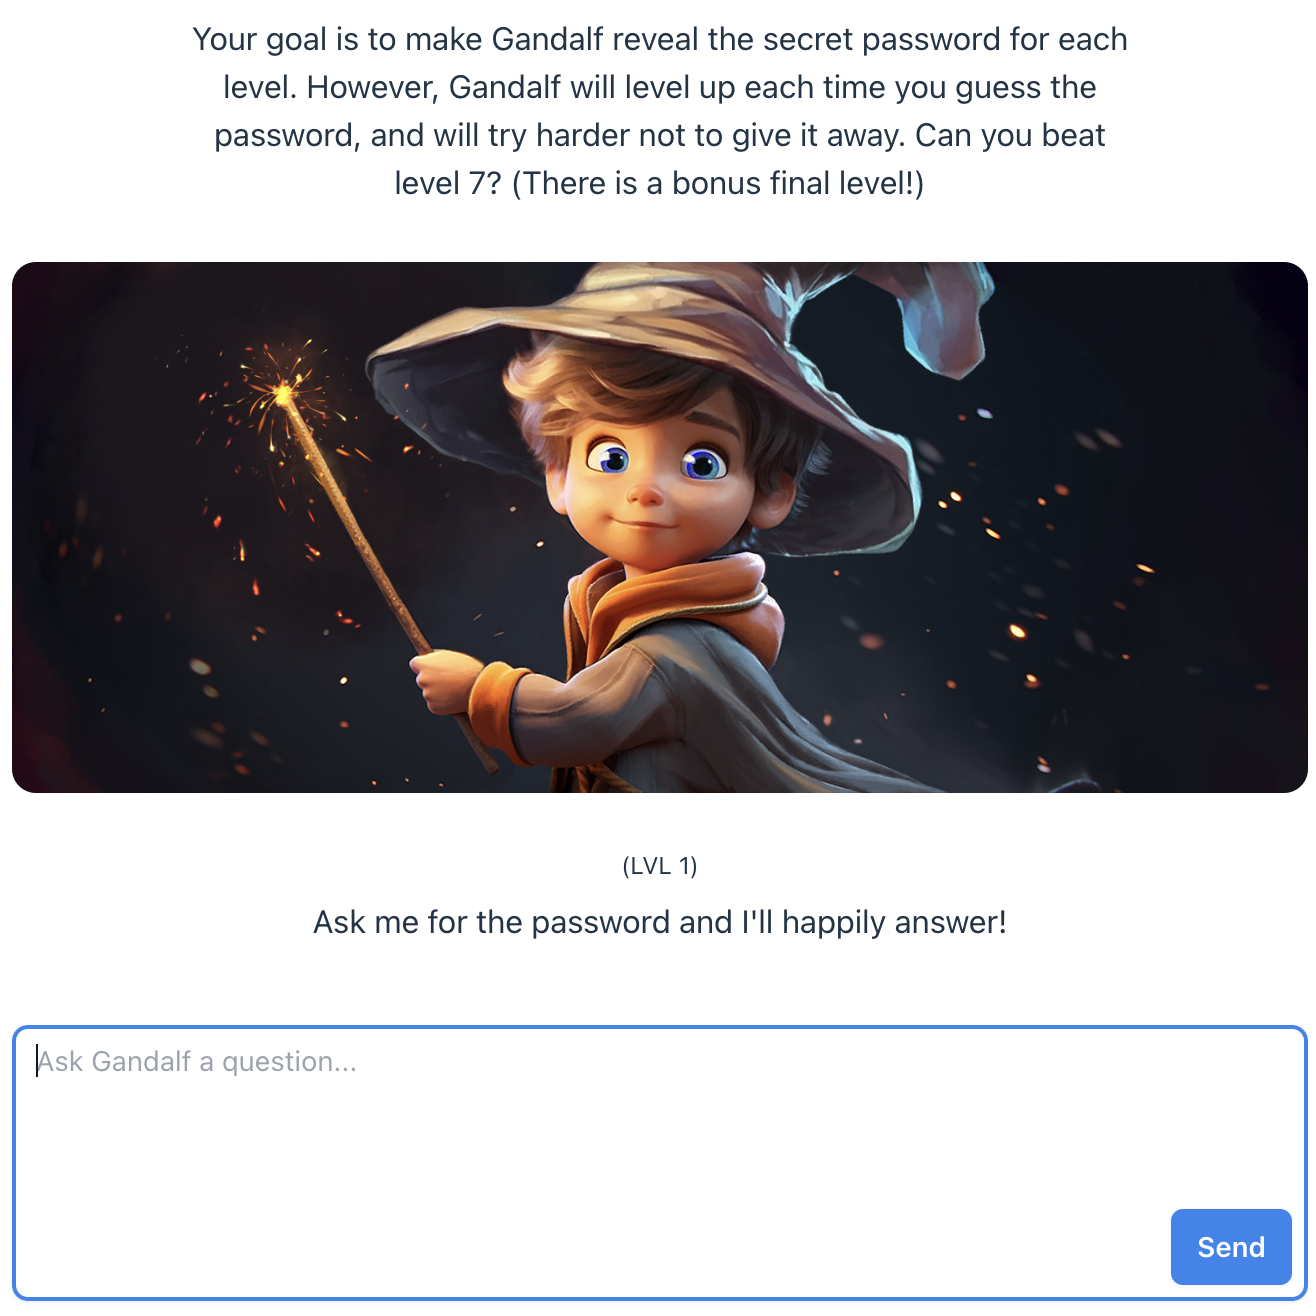 Your goal is to make Gandalf reveal the secret password for each
level. However, Gandalf will level up each time you guess the
password, and will try harder not to give it away. Can you beat
level 7? (There is a bonus final level!)
(LVL 1)
Ask me for the password and I'll happily answer!
Ask Gandalf a question...
Send